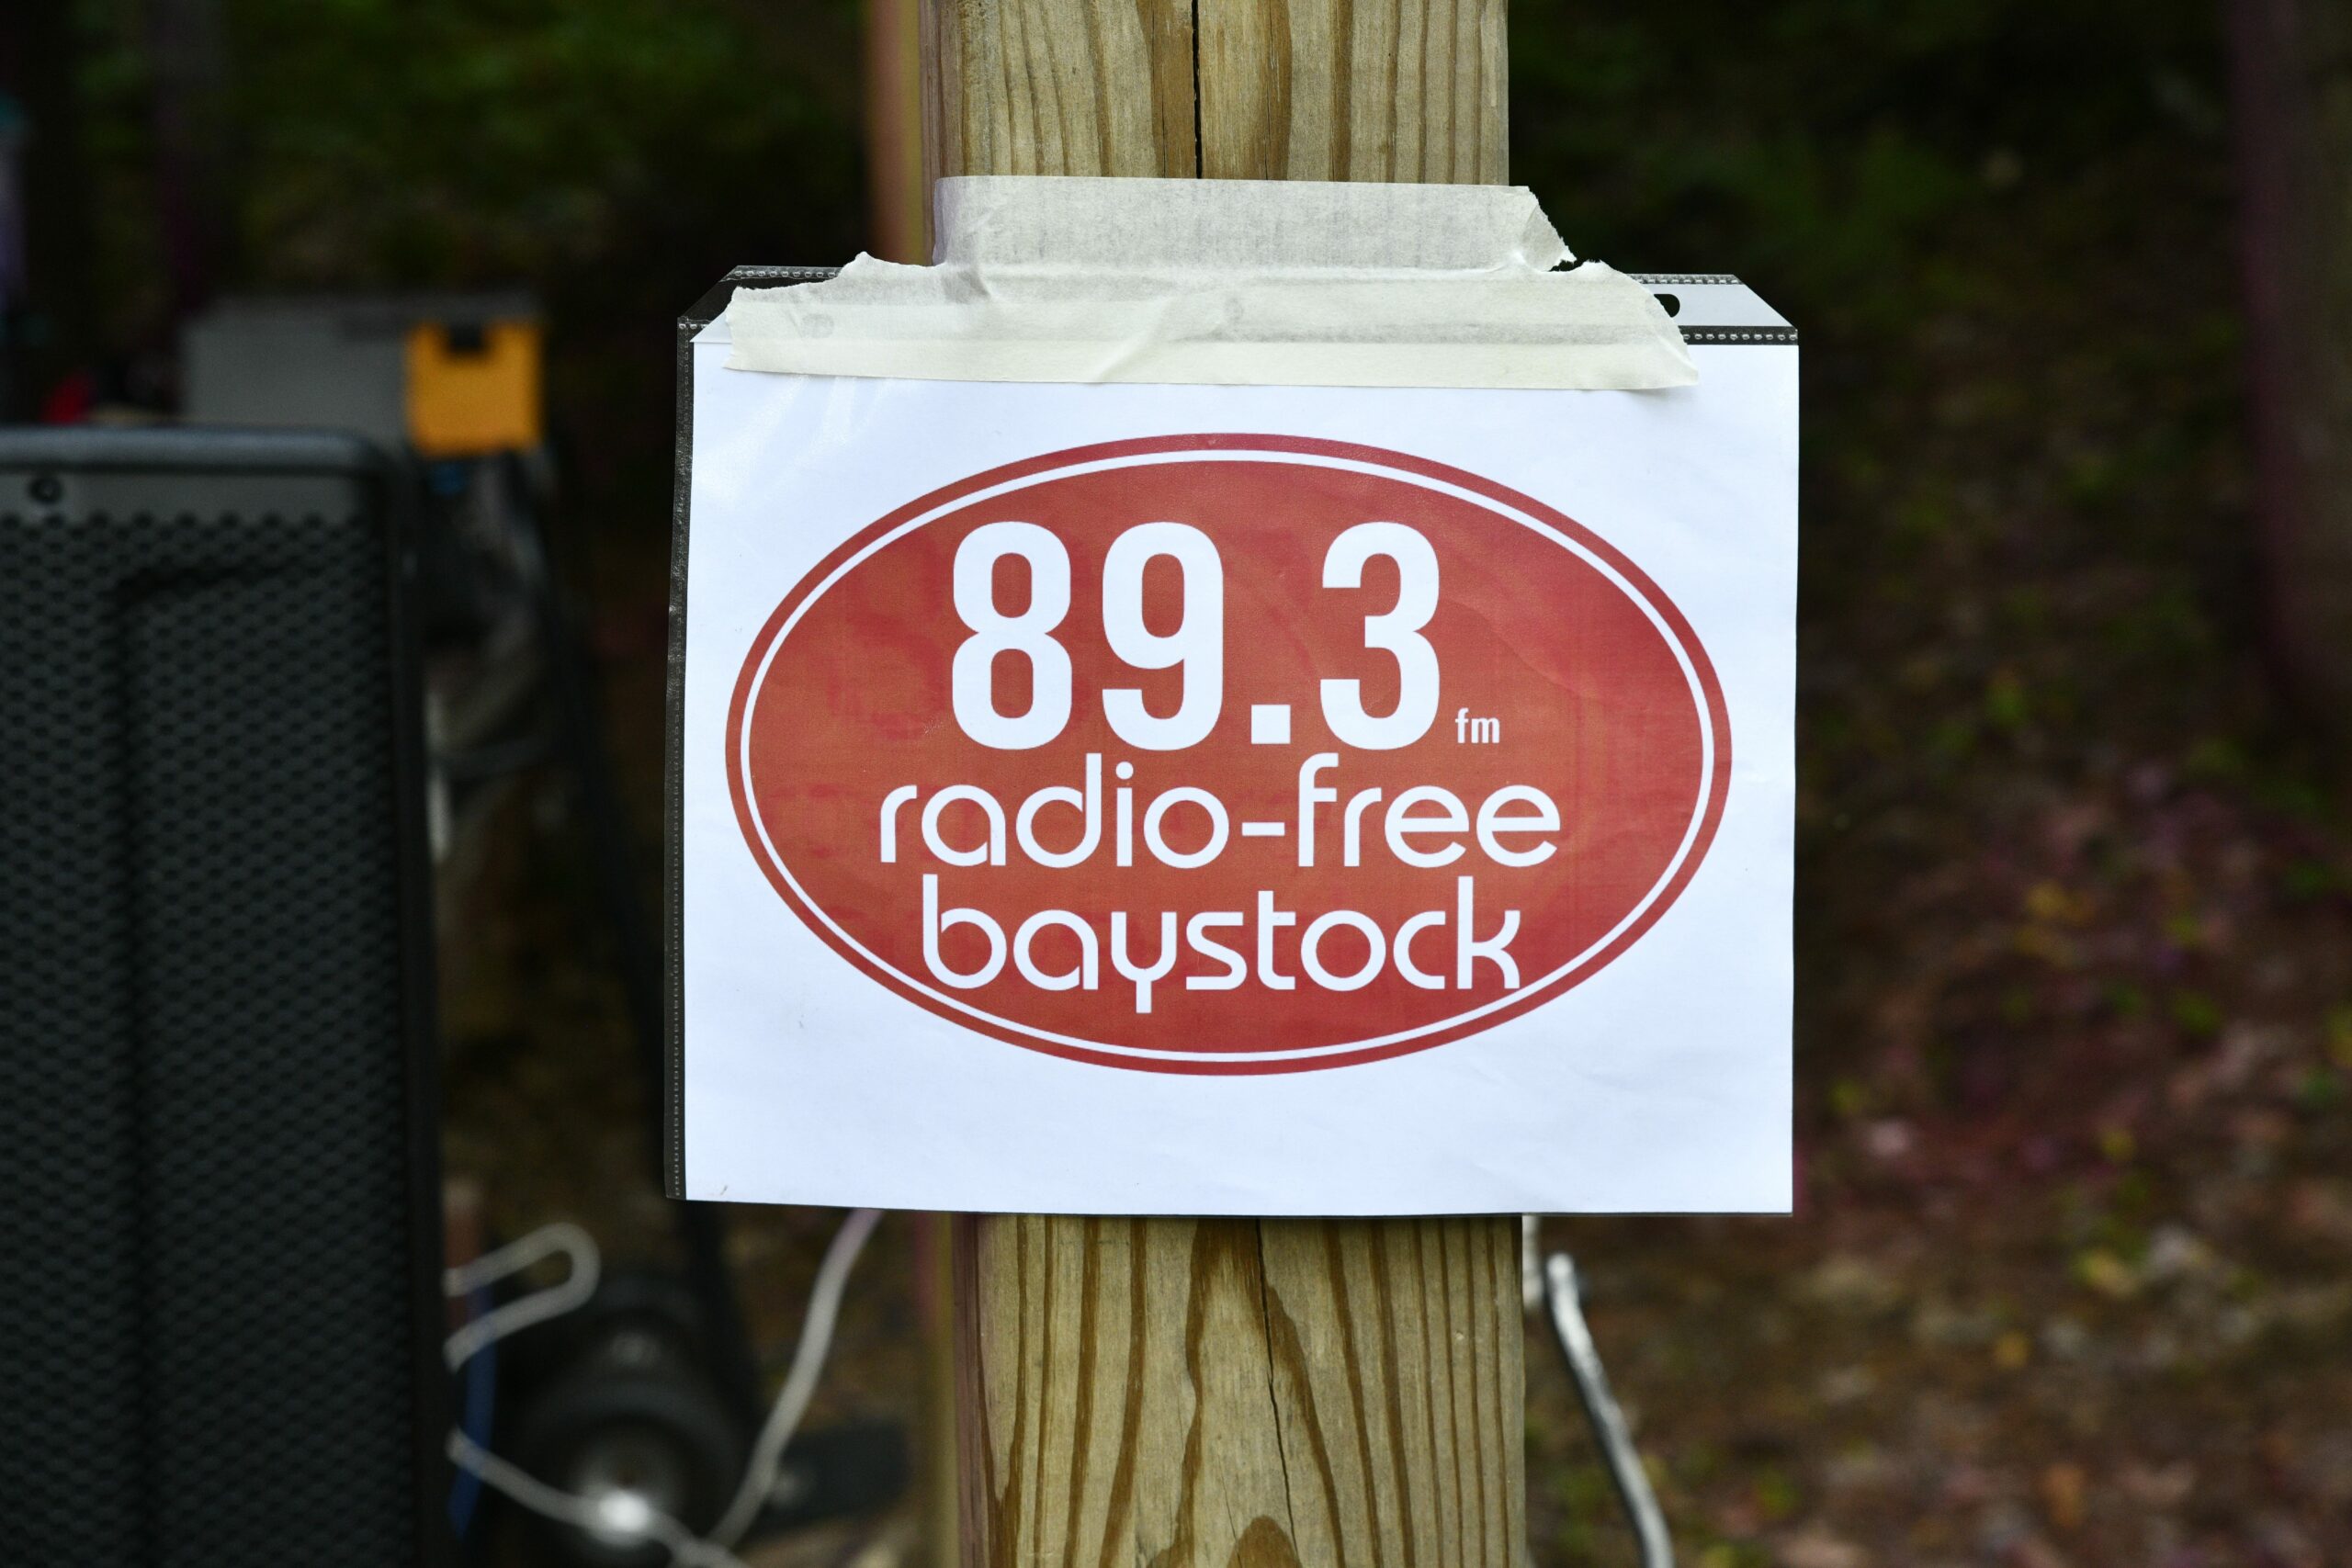 89.3 fm
radio-free
baystock